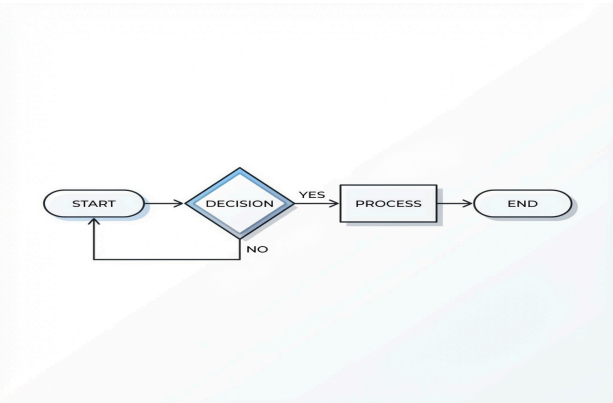 START
DECISION
YES
PROCESS
END
NO